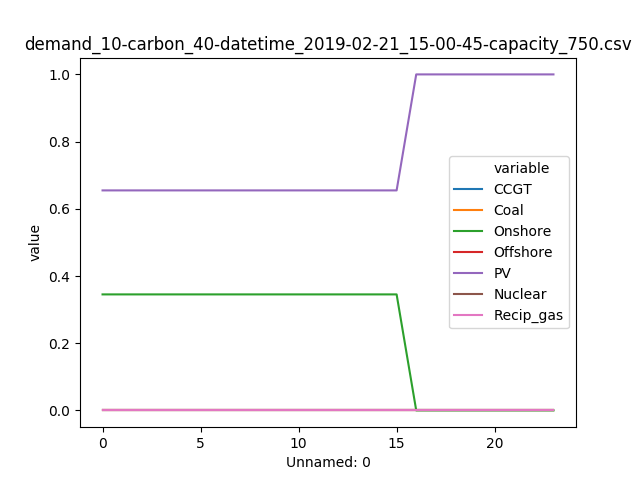 demand_10-carbon_40-datetime_2019-02-21_15-00-45-capacity_750.csv
1.0
0.8
0.6
0.4
0.2
0.0
value
variable
CCGT
Coal
Onshore
Offshore
PV
Nuclear
Recip_gas
0 5 10 15 20
Unnamed: 0